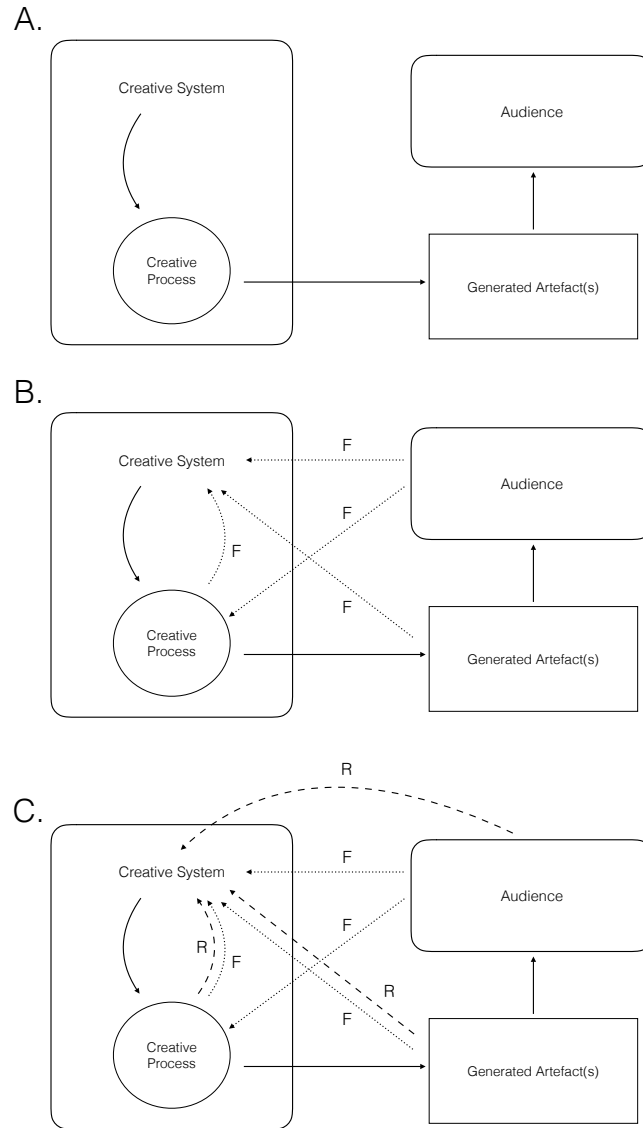 A.
Creative System
Audience
Creative
Process
Generated Artefact(s)
B.
F
Creative System
Audience
F
F
F
Creative
Process
Generated Artefact(s)
R
C.
F
Creative System
Audience
F
R
F
R
F
Creative
Process
Generated Artefact(s)